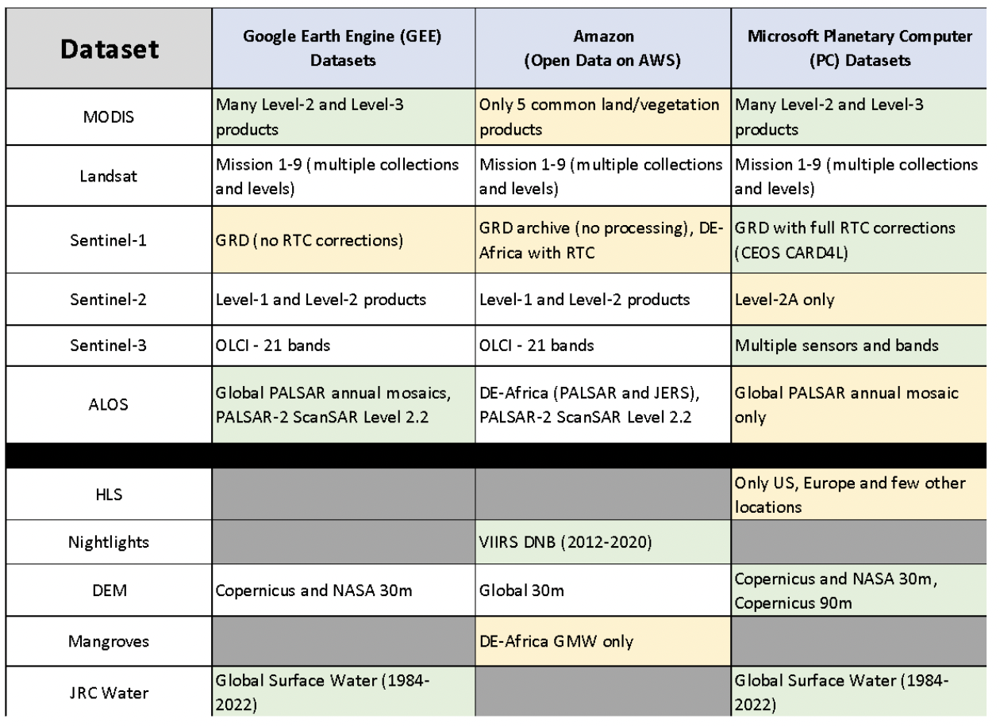 Dataset
Google Earth Engine (GEE)
Datasets
Amazon
(Open Data on AWS)
Microsoft Planetary Computer
(PC) Datasets
MODIS
Many Level-2 and Level-3
products
Only 5 common land/vegetation
products
Many Level-2 and Level-3
products
Landsat
Mission 1-9 (multiple collections
and levels)
Mission 1-9 (multiple collections
and levels)
Mission 1-9 (multiple collections
and levels)
Sentinel-1
GRD (no RTC corrections)
GRD archive (no processing), DE-
Africa with RTC
GRD with full RTC corrections
(CEOS CARD4L)
Sentinel-2
Level-1 and Level-2 products
Level-1 and Level-2 products
Level-2A only
Sentinel-3
OLCI - 21 bands
OLCI - 21 bands
Multiple sensors and bands
ALOS
Global PALSAR annual mosaics,
PALSAR-2 ScanSAR Level 2.2
DE-Africa (PALSAR and JERS),
PALSAR-2 ScanSAR Level 2.2
Global PALSAR annual mosaic
only
HLS
Only US, Europe and few other
locations
Nightlights
VIIRS DNB (2012-2020)
DEM
Copernicus and NASA 30m
Global 30m
Copernicus and NASA 30m,
Copernicus 90m
Mangroves
DE-Africa GMW only
JRC Water
Global Surface Water (1984-
2022)
Global Surface Water (1984-
2022)